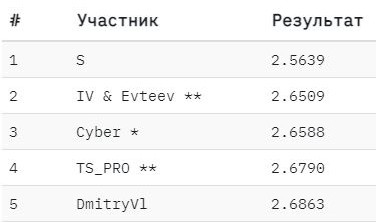 # Участник Результат
1 S 2.5639
2 IV & Evteev ** 2.6509
3 Cyber * 2.6588
4 TS_PRO ** 2.6790
5 DmitryVl 2.6863